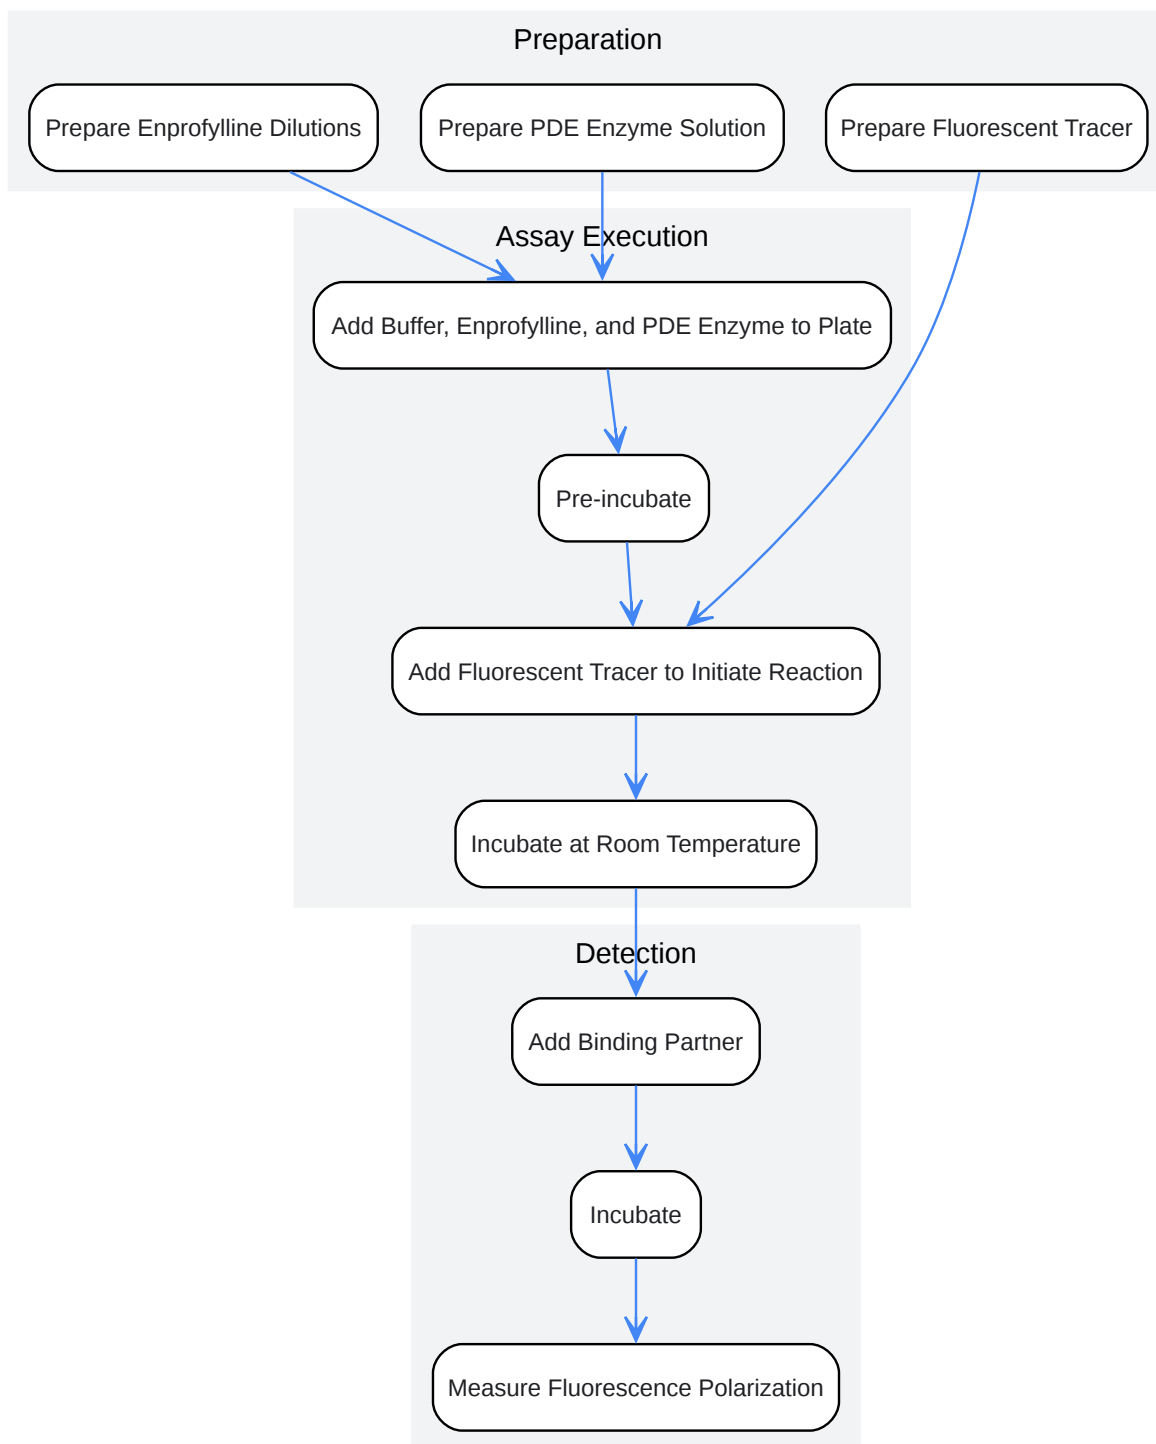 Preparation
Prepare Enprofylline Dilutions
Prepare PDE Enzyme Solution
Prepare Fluorescent Tracer
Assay Execution
Add Buffer, Enprofylline, and PDE Enzyme to Plate
Pre-incubate
Add Fluorescent Tracer to Initiate Reaction
Incubate at Room Temperature
Detection
Add Binding Partner
Incubate
Measure Fluorescence Polarization